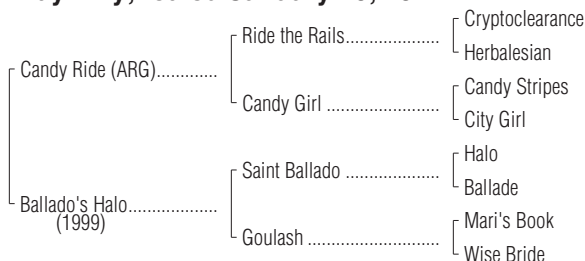 Cryptoclearance
Ride the Rails....................
Herbalesian
Candy Ride (ARG).............
Candy Stripes
Candy Girl ........................
City Girl
Halo
Saint Ballado ....................
Ballade
Ballado's Halo...................
(1999)
Mari's Book
Goulash ............................
Wise Bride